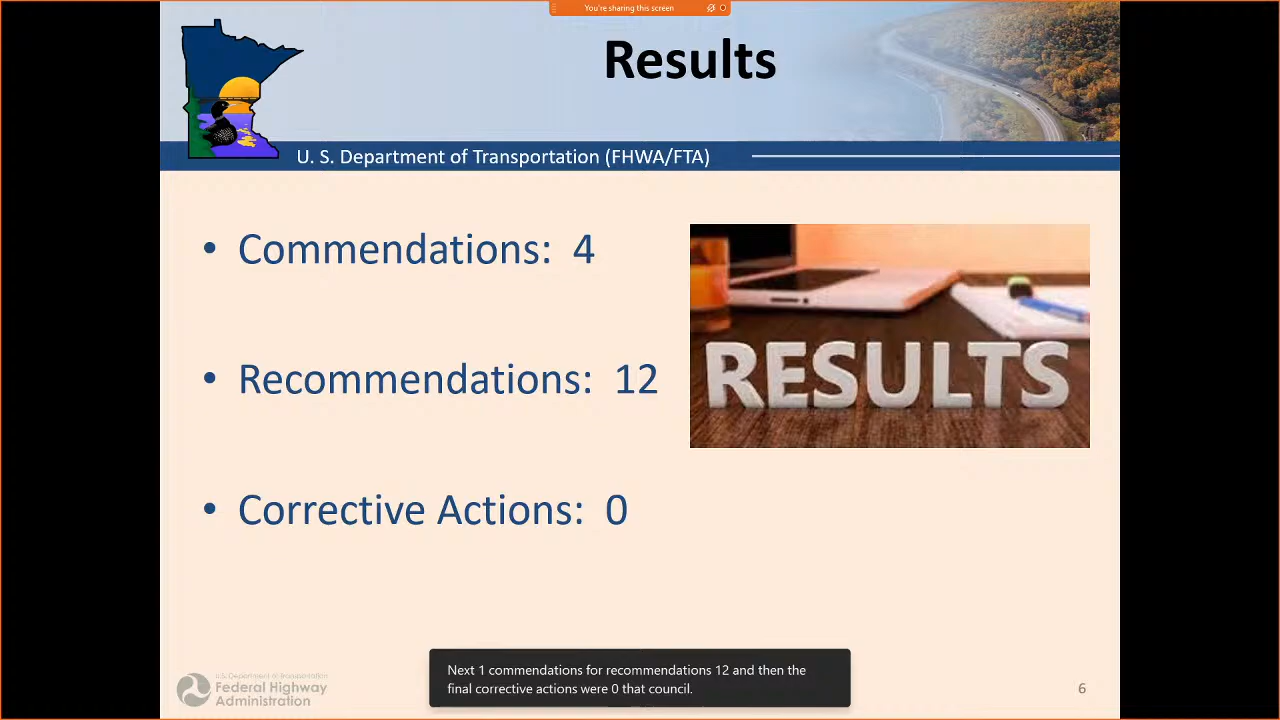 You're sharing this screen
Results
U. S. Department of Transportation (FHWA/FTA)
• Commendations: 4
• Recommendations: 12
• Corrective Actions: 0
RESULTS
Next 1 commendations for recommendations 12 and then the
final corrective actions were 0 that council.
U.S. Department of Transportation
Federal Highway
Administration
6